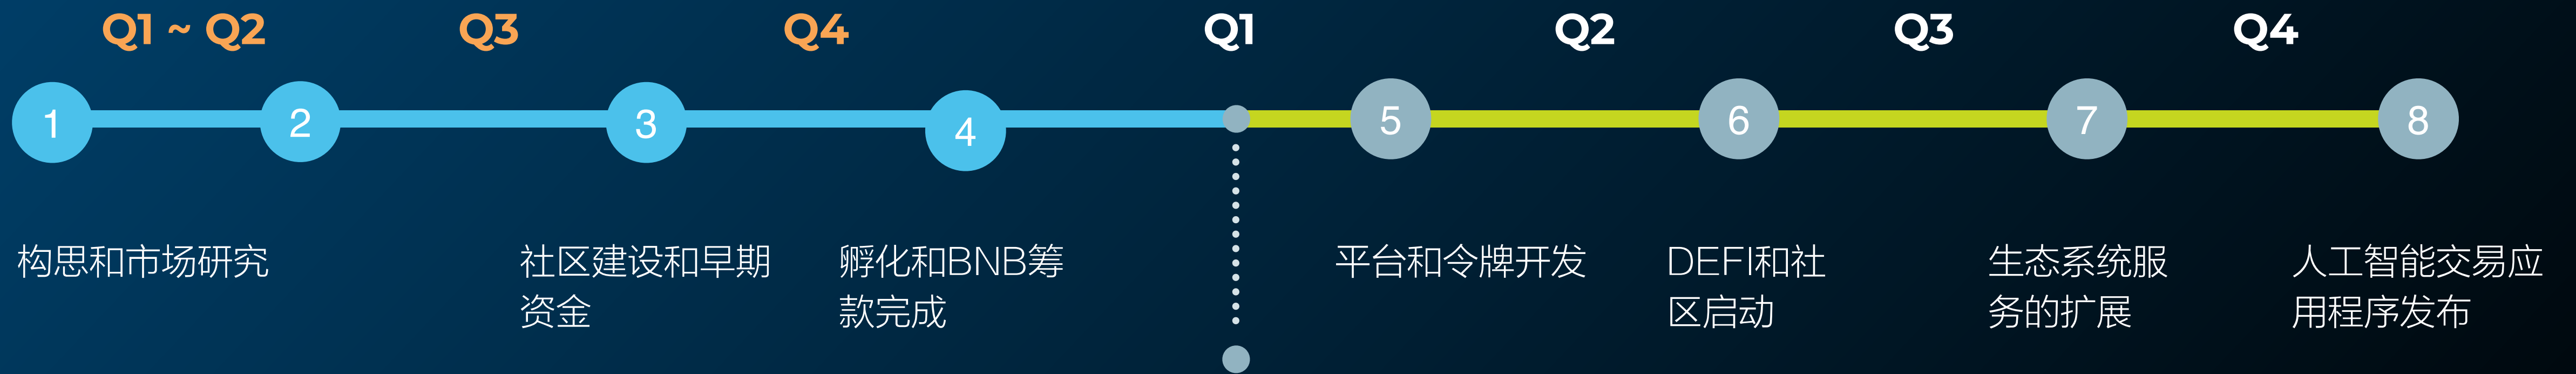 Q1 ~ Q2
Q3
Q4
Q1
Q2
Q3
Q4
1
2
3
4
5
6
7
8
构思和市场研究
社区建设和早期
资金
孵化和BNB筹
款完成
平台和令牌开发
DEFI和社
区启动
生态系统服
务的扩展
人工智能交易应
用程序发布